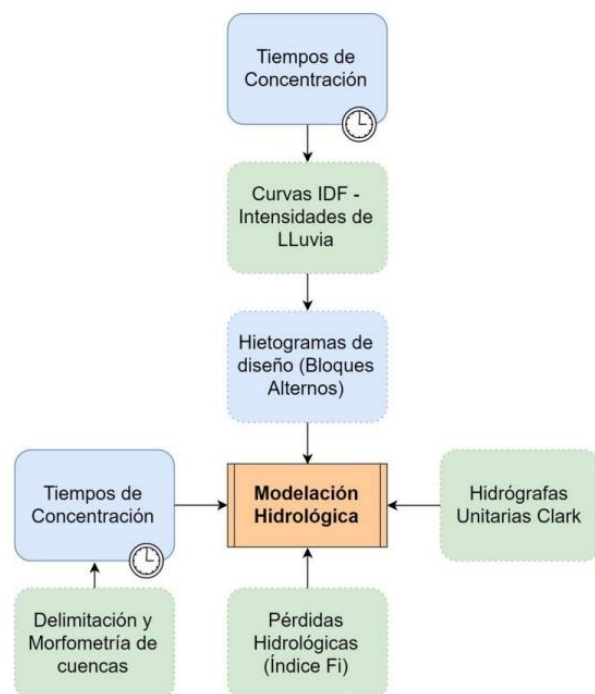 Tiempos de
Concentración
Curvas IDF -
Intensidades de
LLuvia
Hietogramas de
diseño (Bloques
Alternos)
Tiempos de
Concentración
Modelación
Hidrológica
Hidrógrafas
Unitarias Clark
Delimitación y
Morfometría de
cuencas
Pérdidas
Hidrológicas
(Índice Fi)